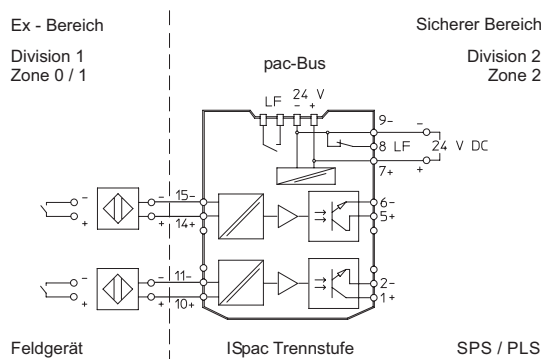 Ex - Bereich
Sicherer Bereich
Division 1
Zone 0 / 1
Division 2
Zone 2
pac-Bus
LF 24 V
- +
9-
-
8 LF
24 V DC
7+
+
- - 15-
+ + 14+
6-
5+
- - 11-
+ + 10+
2-
1+
Feldgerät
ISpac Trennstufe
SPS / PLS